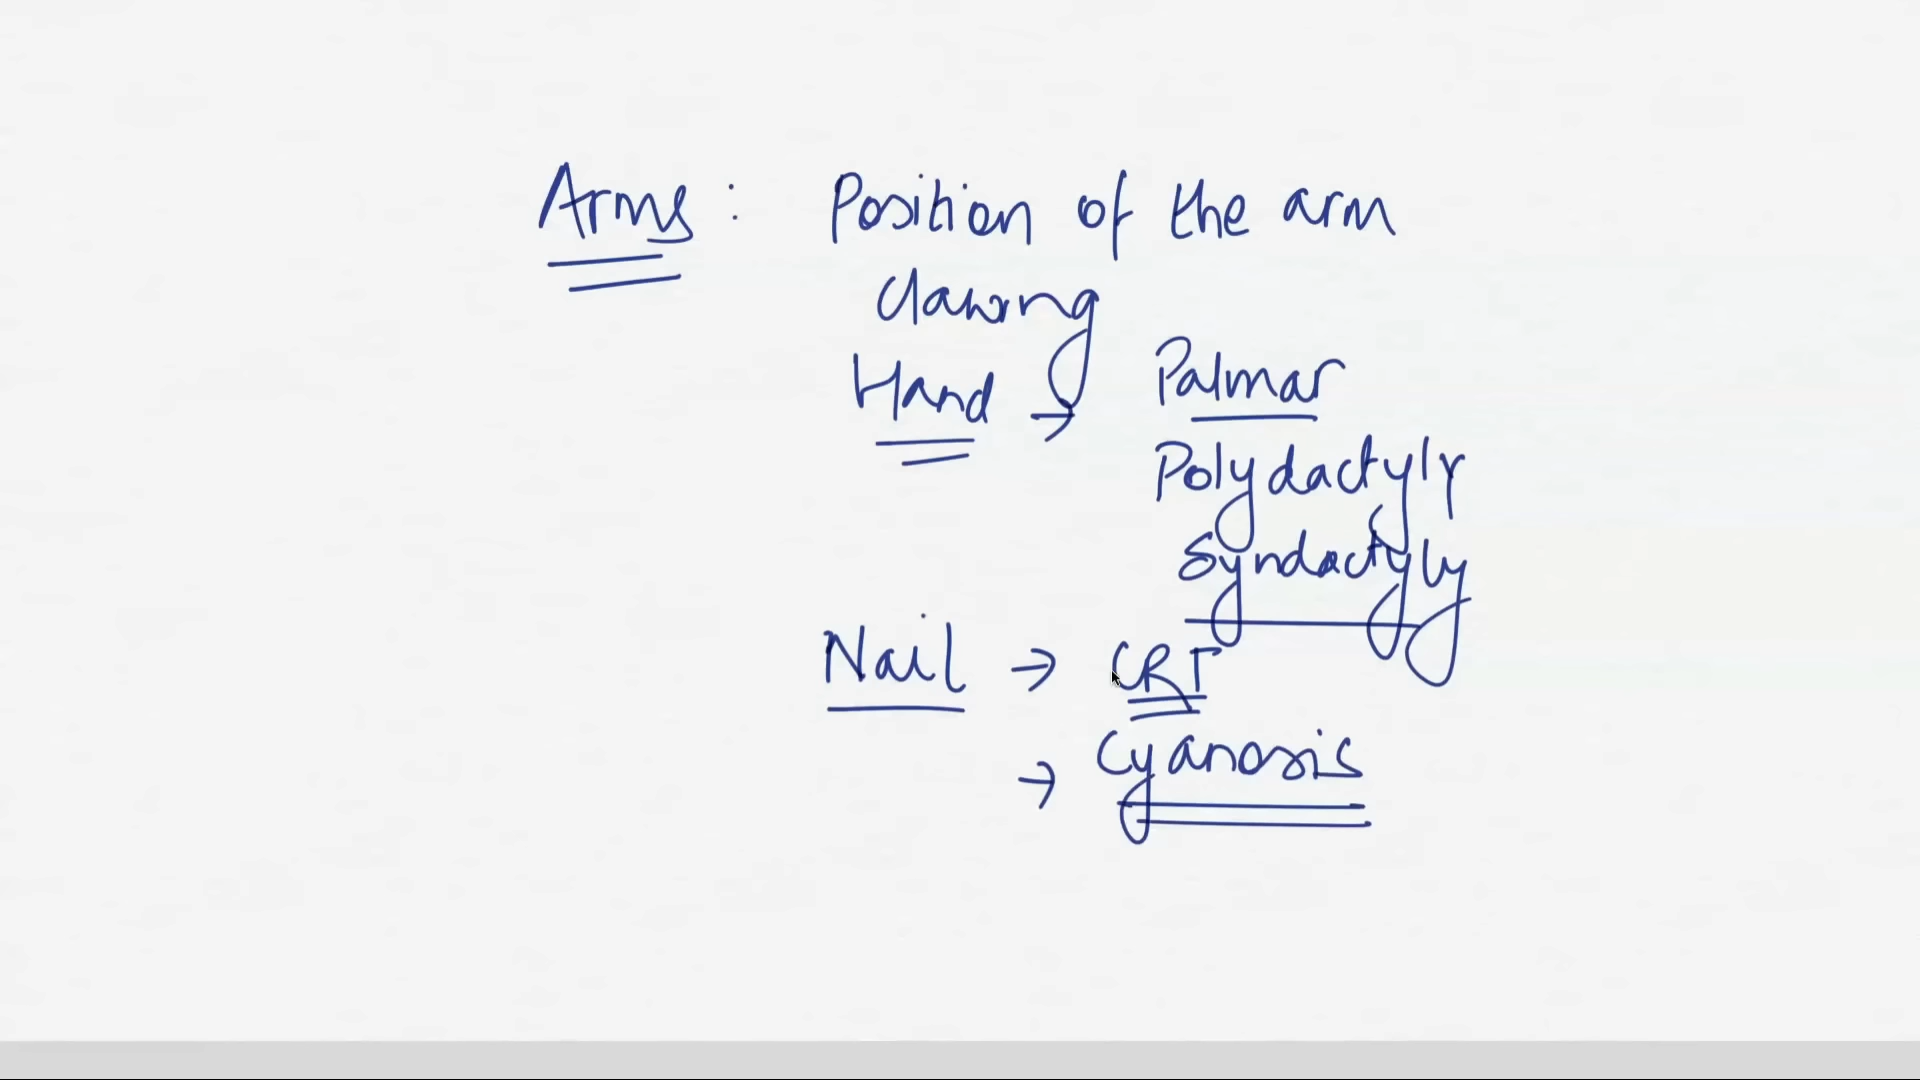 Arms : Position of the arm
Clawing
Hand → Palmar
Polydactyly
Syndactyly
Nail → CRT
→ Cyanosis